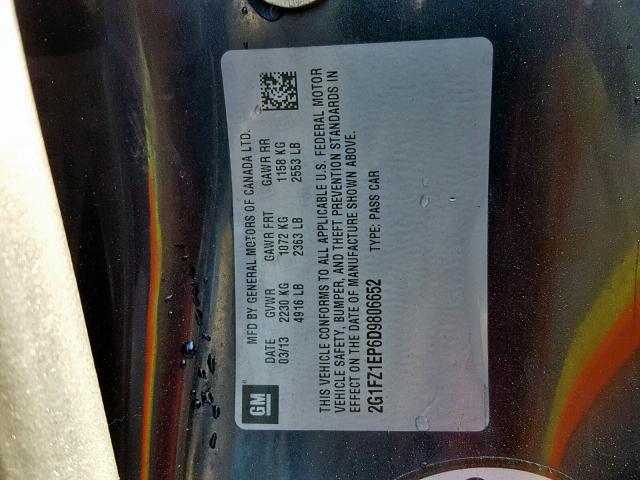 GM
MFD BY GENERAL MOTORS OF CANADA LTD.
DATE GVWR GAWR FRT GAWR RR
03/13 2230 KG 1072 KG 1158 KG
4916 LB 2363 LB 2553 LB
THIS VEHICLE CONFORMS TO ALL APPLICABLE U.S. FEDERAL MOTOR
VEHICLE SAFETY, BUMPER, AND THEFT PREVENTION STANDARDS IN
EFFECT ON THE DATE OF MANUFACTURE SHOWN ABOVE.
2G1FZ1EP6D9806652 TYPE: PASS CAR